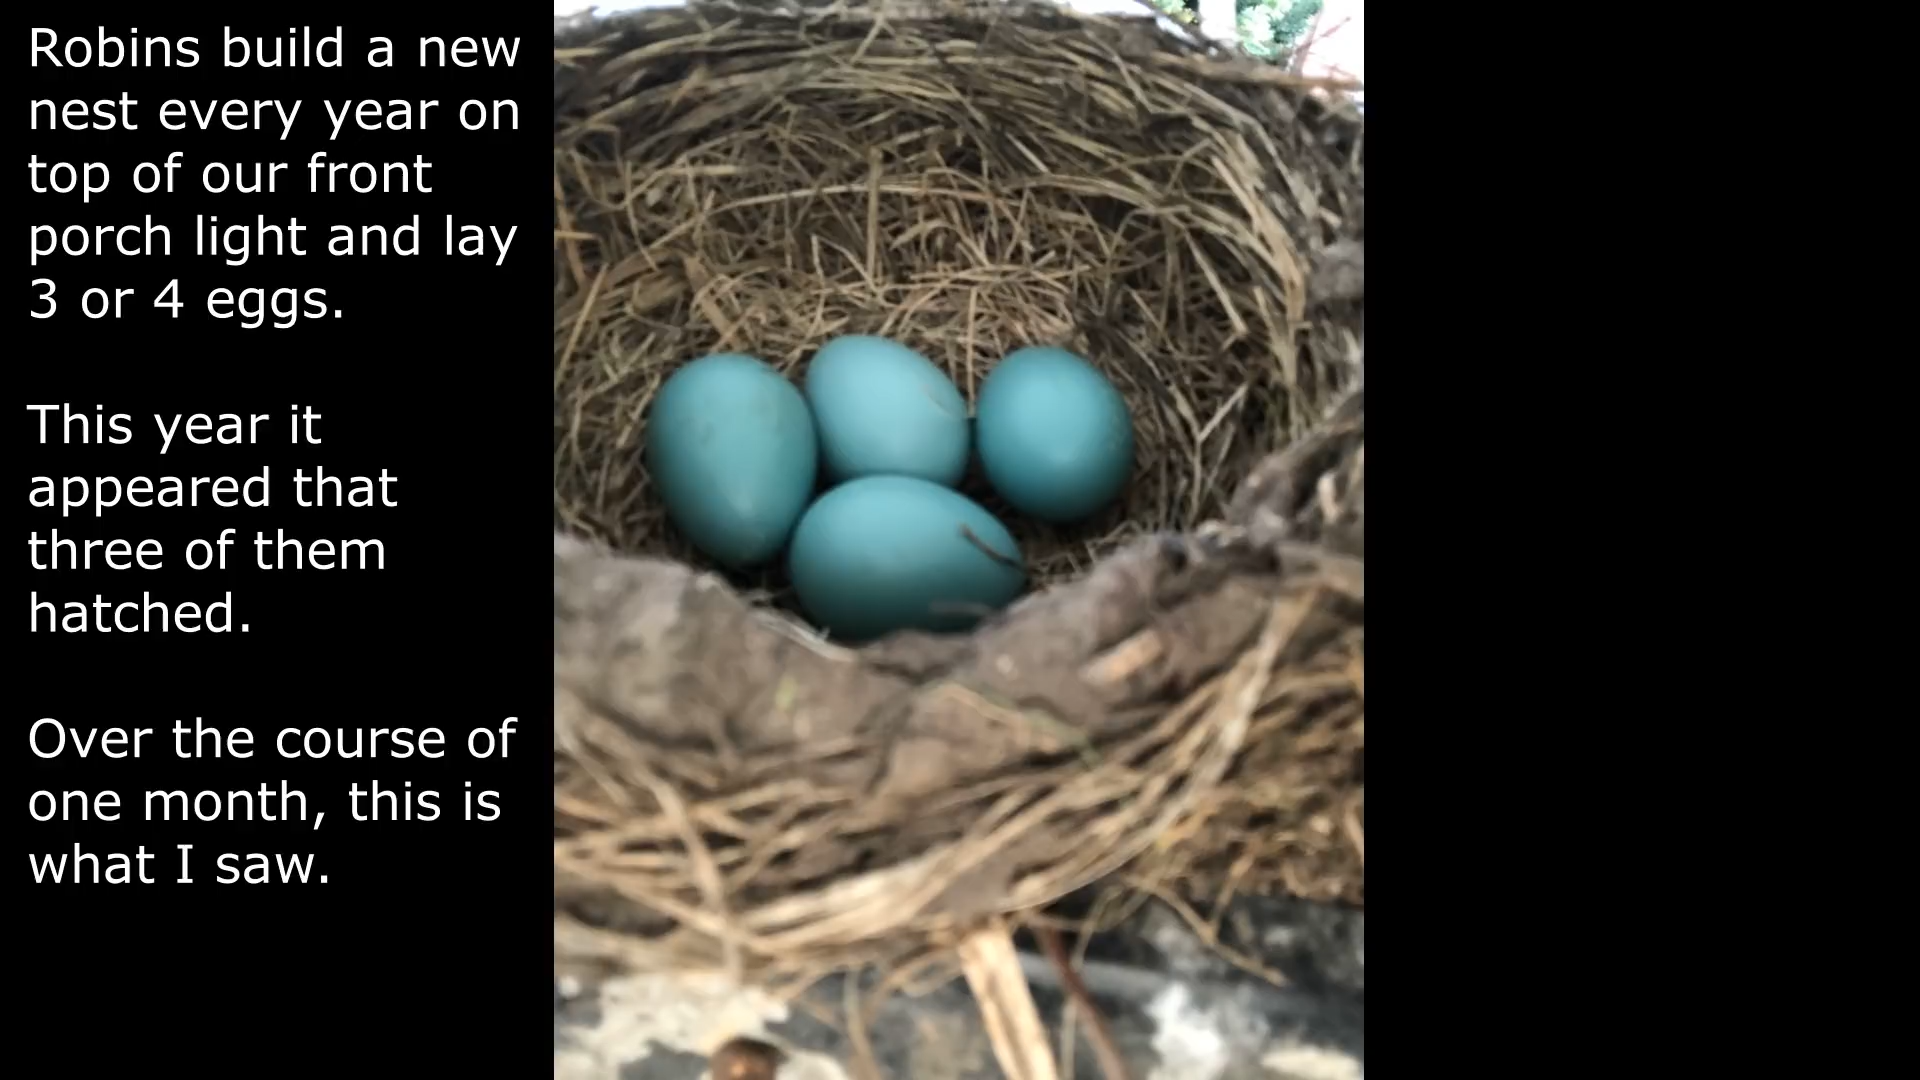 Robins build a new
nest every year on
top of our front
porch light and lay
3 or 4 eggs.
This year it
appeared that
three of them
hatched.
Over the course of
one month, this is
what I saw.